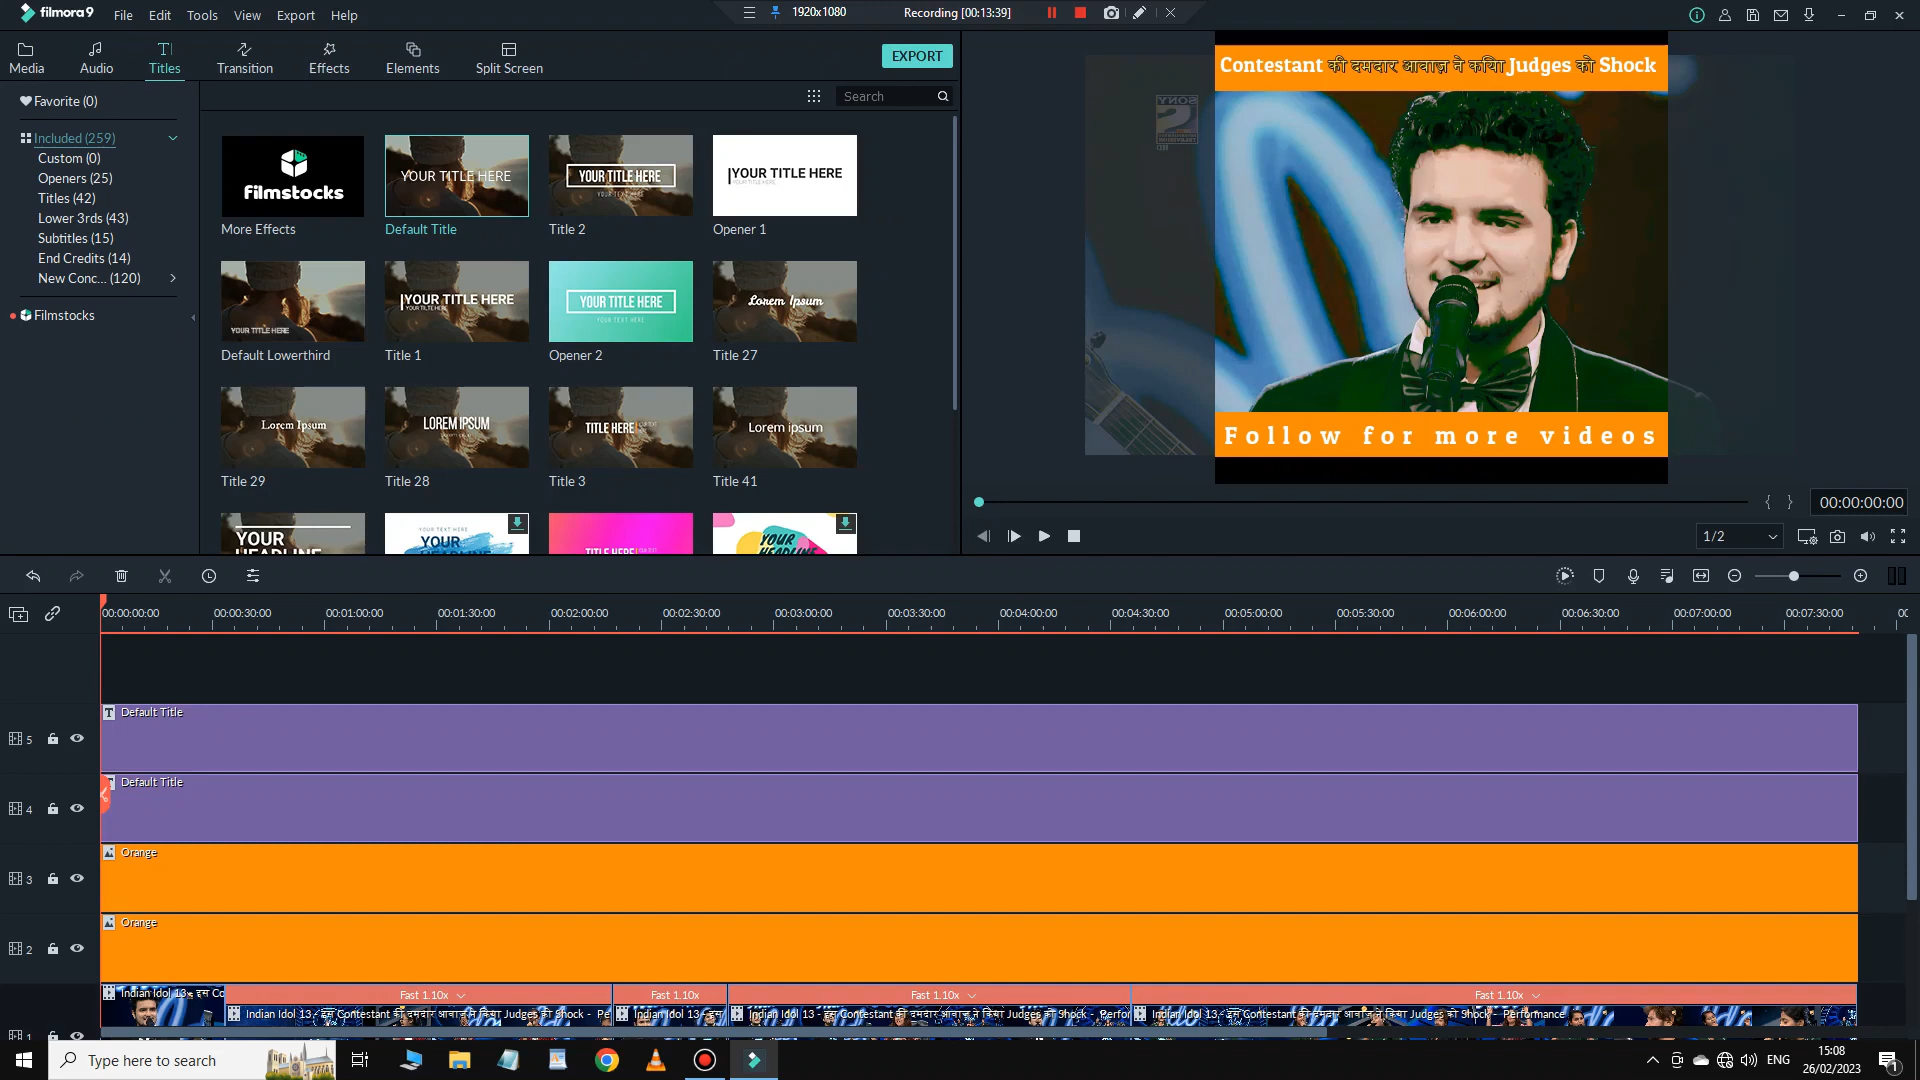 filmora9 File Edit Tools View Export Help
1920x1080 Recording [00:13:39]
Media Audio Titles Transition Effects Elements Split Screen EXPORT
Favorite (0)
Search
Included (259)
Custom (0)
Openers (25)
Titles (42)
Lower 3rds (43)
Subtitles (15)
End Credits (14)
New Conc... (120)
Filmstocks
filmstocks
YOUR TITLE HERE
YOUR TITLE HERE
YOUR TITLE HERE
More Effects Default Title Title 2 Opener 1
YOUR TITLE HERE
YOUR TITLE HERE
YOUR TITLE HERE
YOUR TEXT HERE
Lorem Ipsum
Default Lowerthird Title 1 Opener 2 Title 27
Lorem Ipsum
LOREM IPSUM
TITLE HERE
Lorem ipsum
Title 29 Title 28 Title 3 Title 41
YOUR
HEADLINE
YOUR TEXT HERE
YOUR
HEADLINE
TITLE HERE
YOUR
HEADLINE
Contestant की दमदार आवाज़ ने किया Judges को Shock
SONY
Follow for more videos
{ } 00:00:00:00
1/2
00:00:00:00 00:00:30:00 00:01:00:00 00:01:30:00 00:02:00:00 00:02:30:00 00:03:00:00 00:03:30:00 00:04:00:00 00:04:30:00 00:05:00:00 00:05:30:00 00:06:00:00 00:06:30:00 00:07:00:00 00:07:30:00
T Default Title
5
Default Title
4
Orange
3
Orange
2
Indian Idol 13 - इस Co Fast 1.10x Fast 1.10x Fast 1.10x Fast 1.10x
Indian Idol 13 - इस Contestant की दमदार आवाज़ ने किया Judges को Shock - Pe Indian Idol 13 - इस Indian Idol 13 - इस Contestant की दमदार आवाज़ ने किया Judges को Shock - Perfor Indian Idol 13 - इस Contestant की दमदार आवाज़ ने किया Judges को Shock - Performance
1
Type here to search
ENG
15:08
26/02/2023
1